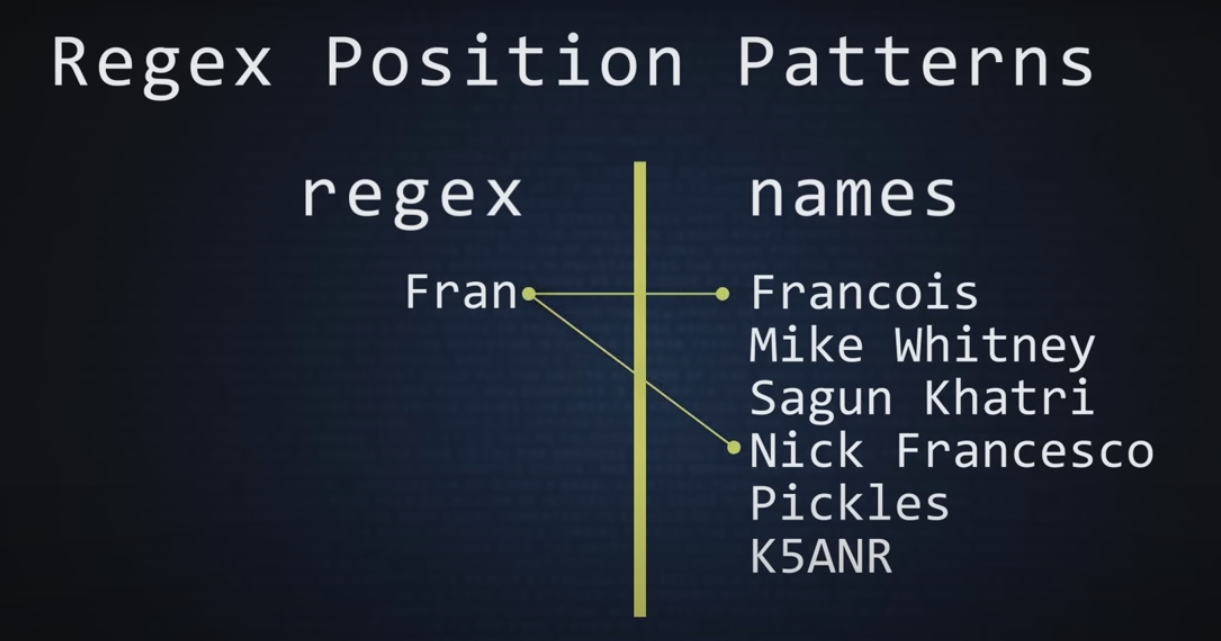 Regex Position Patterns
regex
names
Fran
Francois
Mike Whitney
Sagun Khatri
Nick Francesco
Pickles
K5ANR